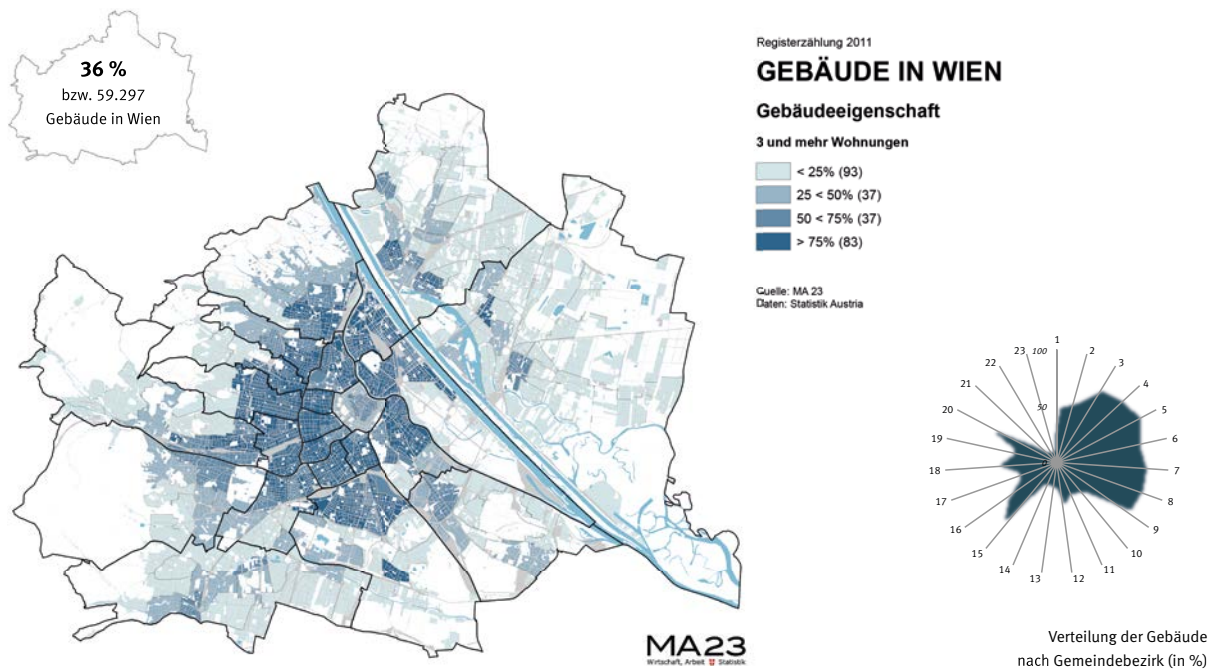 36 %
bzw. 59.297
Gebäude in Wien
Registerzählung 2011
GEBÄUDE IN WIEN
Gebäudeeigenschaft
3 und mehr Wohnungen
< 25% (93)
25 < 50% (37)
50 < 75% (37)
> 75% (83)
Quelle: MA 23
Daten: Statistik Austria
1
2
3
4
5
6
7
8
9
10
11
12
13
14
15
16
17
18
19
20
21
22
23
100
50
MA23
Wirtschaft, Arbeit Statistik
Verteilung der Gebäude
nach Gemeindebezirk (in %)